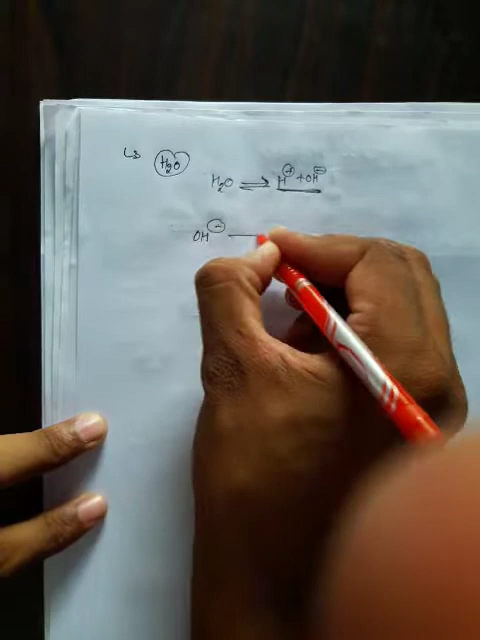 ↳ H₂O
H₂O ⇌ H⊕ + OH⊖
OH⊖ —